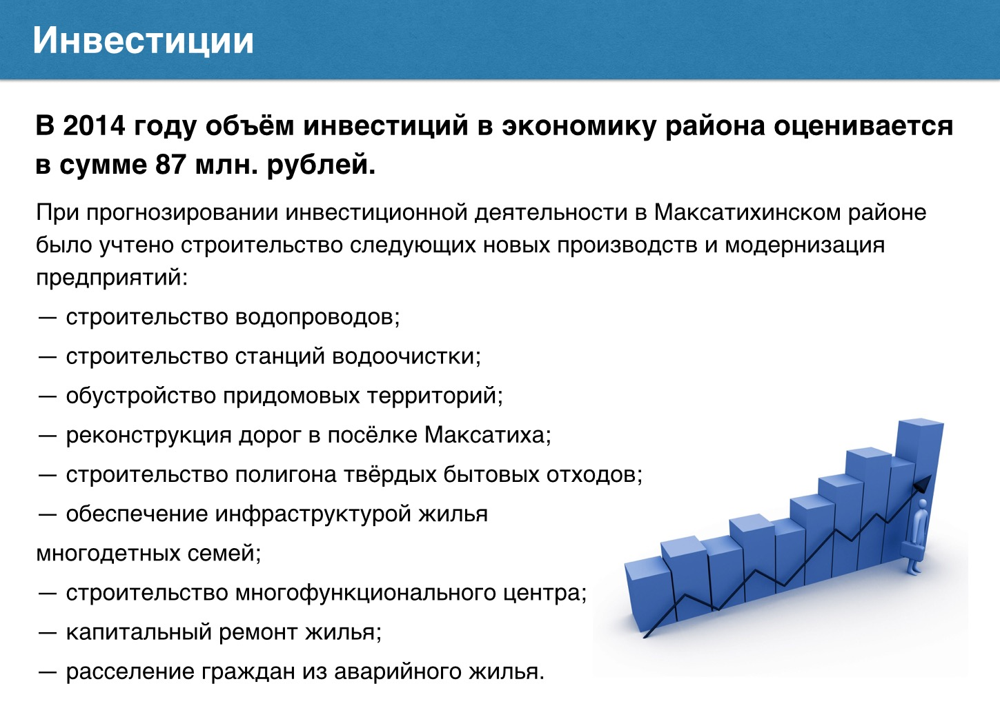 Инвестиции
В 2014 году объём инвестиций в экономику района оценивается
в сумме 87 млн. рублей.
При прогнозировании инвестиционной деятельности в Максатихинском районе
было учтено строительство следующих новых производств и модернизация
предприятий:
— строительство водопроводов;
— строительство станций водоочистки;
— обустройство придомовых территорий;
— реконструкция дорог в посёлке Максатиха;
— строительство полигона твёрдых бытовых отходов;
— обеспечение инфраструктурой жилья
многодетных семей;
— строительство многофункционального центра;
— капитальный ремонт жилья;
— расселение граждан из аварийного жилья.